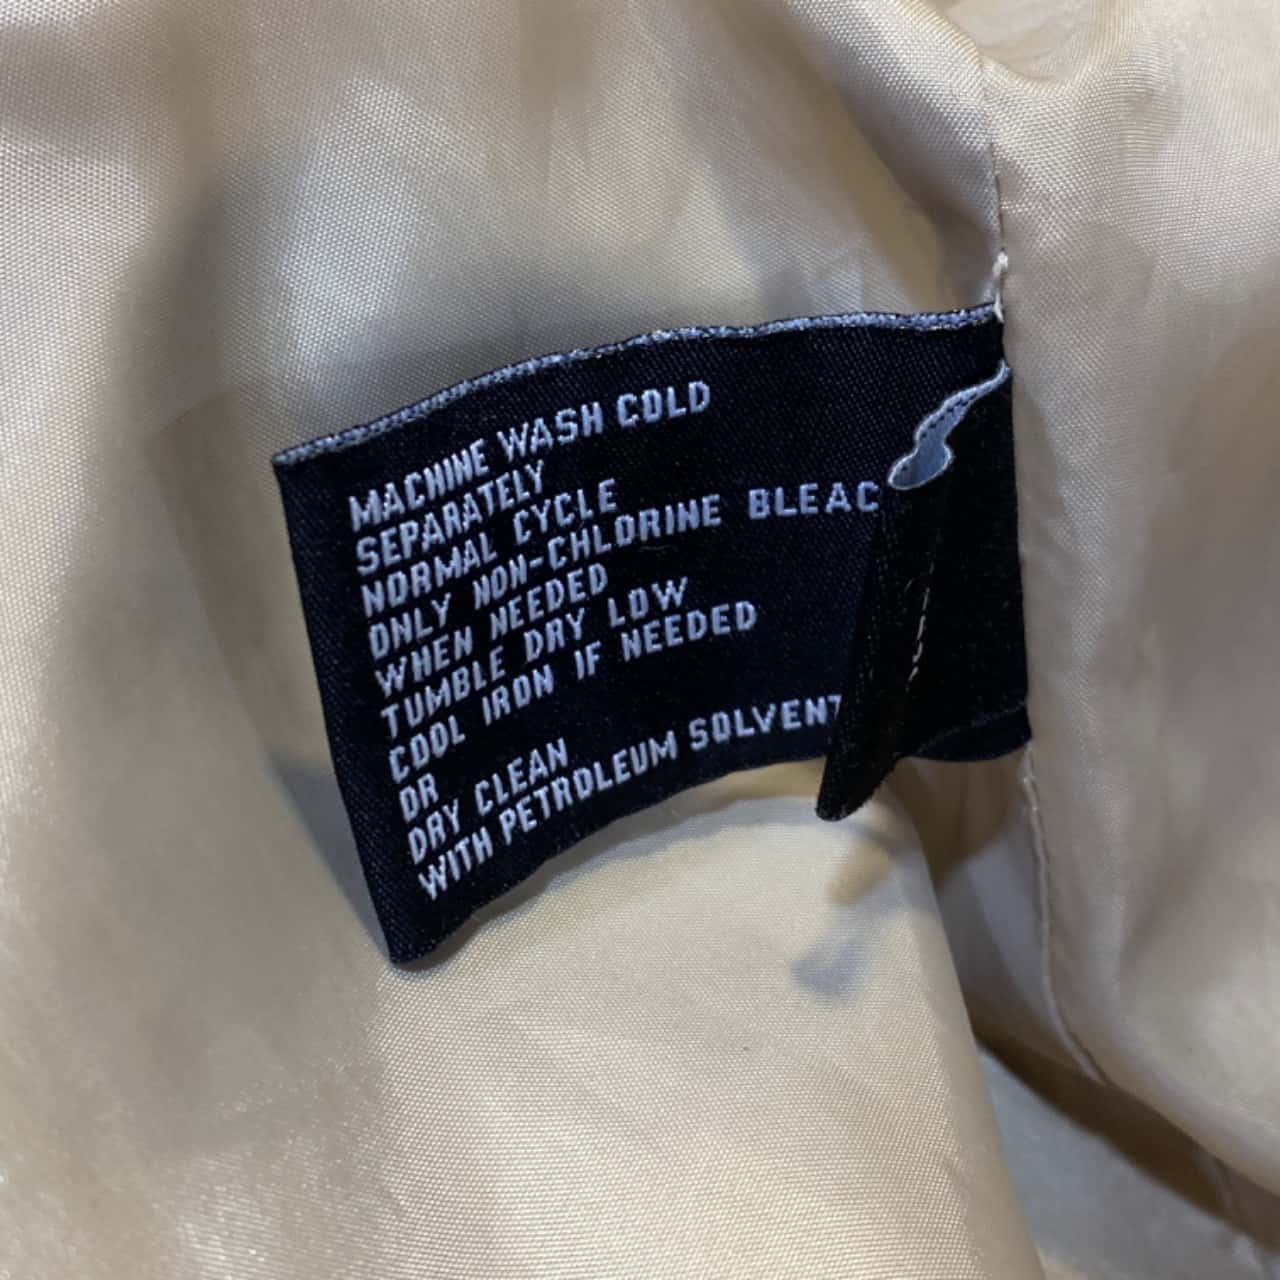 MACHINE WASH COLD
SEPARATELY
NORMAL CYCLE
ONLY NON-CHLORINE BLEAC
WHEN NEEDED
TUMBLE DRY LOW
COOL IRON IF NEEDED
OR
DRY CLEAN
WITH PETROLEUM SOLVENT